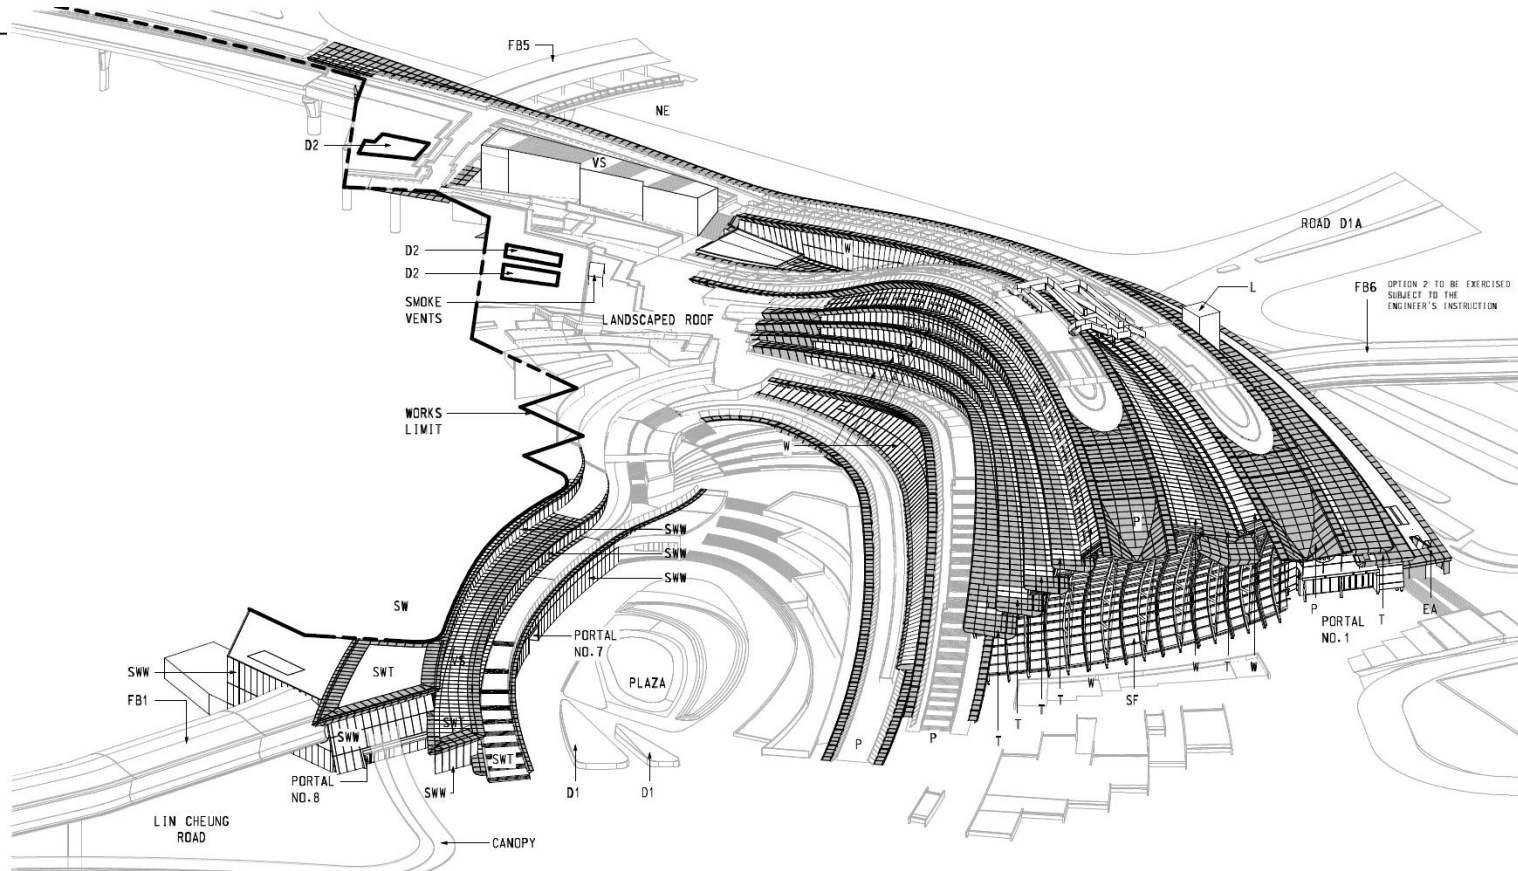 FB5
NE
D2
VS
ROAD D1A
W
D2
D2
L
FB6
OPTION 2 TO BE EXERCISED
SUBJECT TO THE
ENGINEER'S INSTRUCTION
SMOKE
VENTS
LANDSCAPED ROOF
WORKS
LIMIT
W
P
SWW
SWW
SWW
SW
P
T
EA
PORTAL
NO.1
PORTAL
NO.7
SWW
SWT
PLAZA
FB1
W
T
W
W
SF
T
T
T
T
SWT
SWW
SWT
P
P
PORTAL
NO.8
SWW
D1
D1
LIN CHEUNG
ROAD
CANOPY